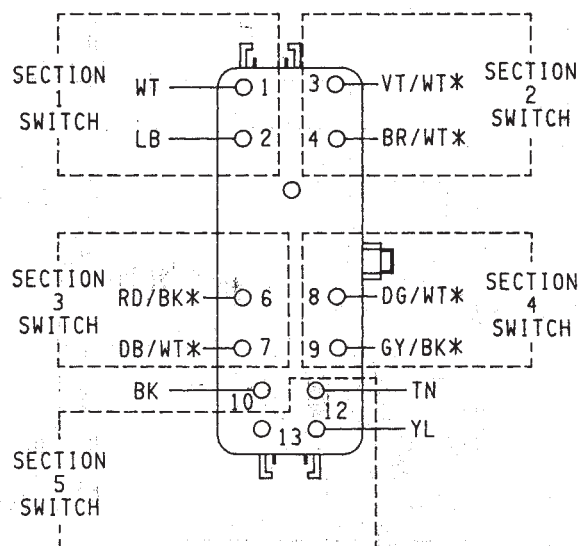 SECTION
1
SWITCH
WT
1
LB
2
3
VT/WT*
4
BR/WT*
SECTION
2
SWITCH
SECTION
3
SWITCH
RD/BK*
6
DB/WT*
7
8
DG/WT*
9
GY/BK*
SECTION
4
SWITCH
BK
10
12
TN
13
YL
SECTION
5
SWITCH